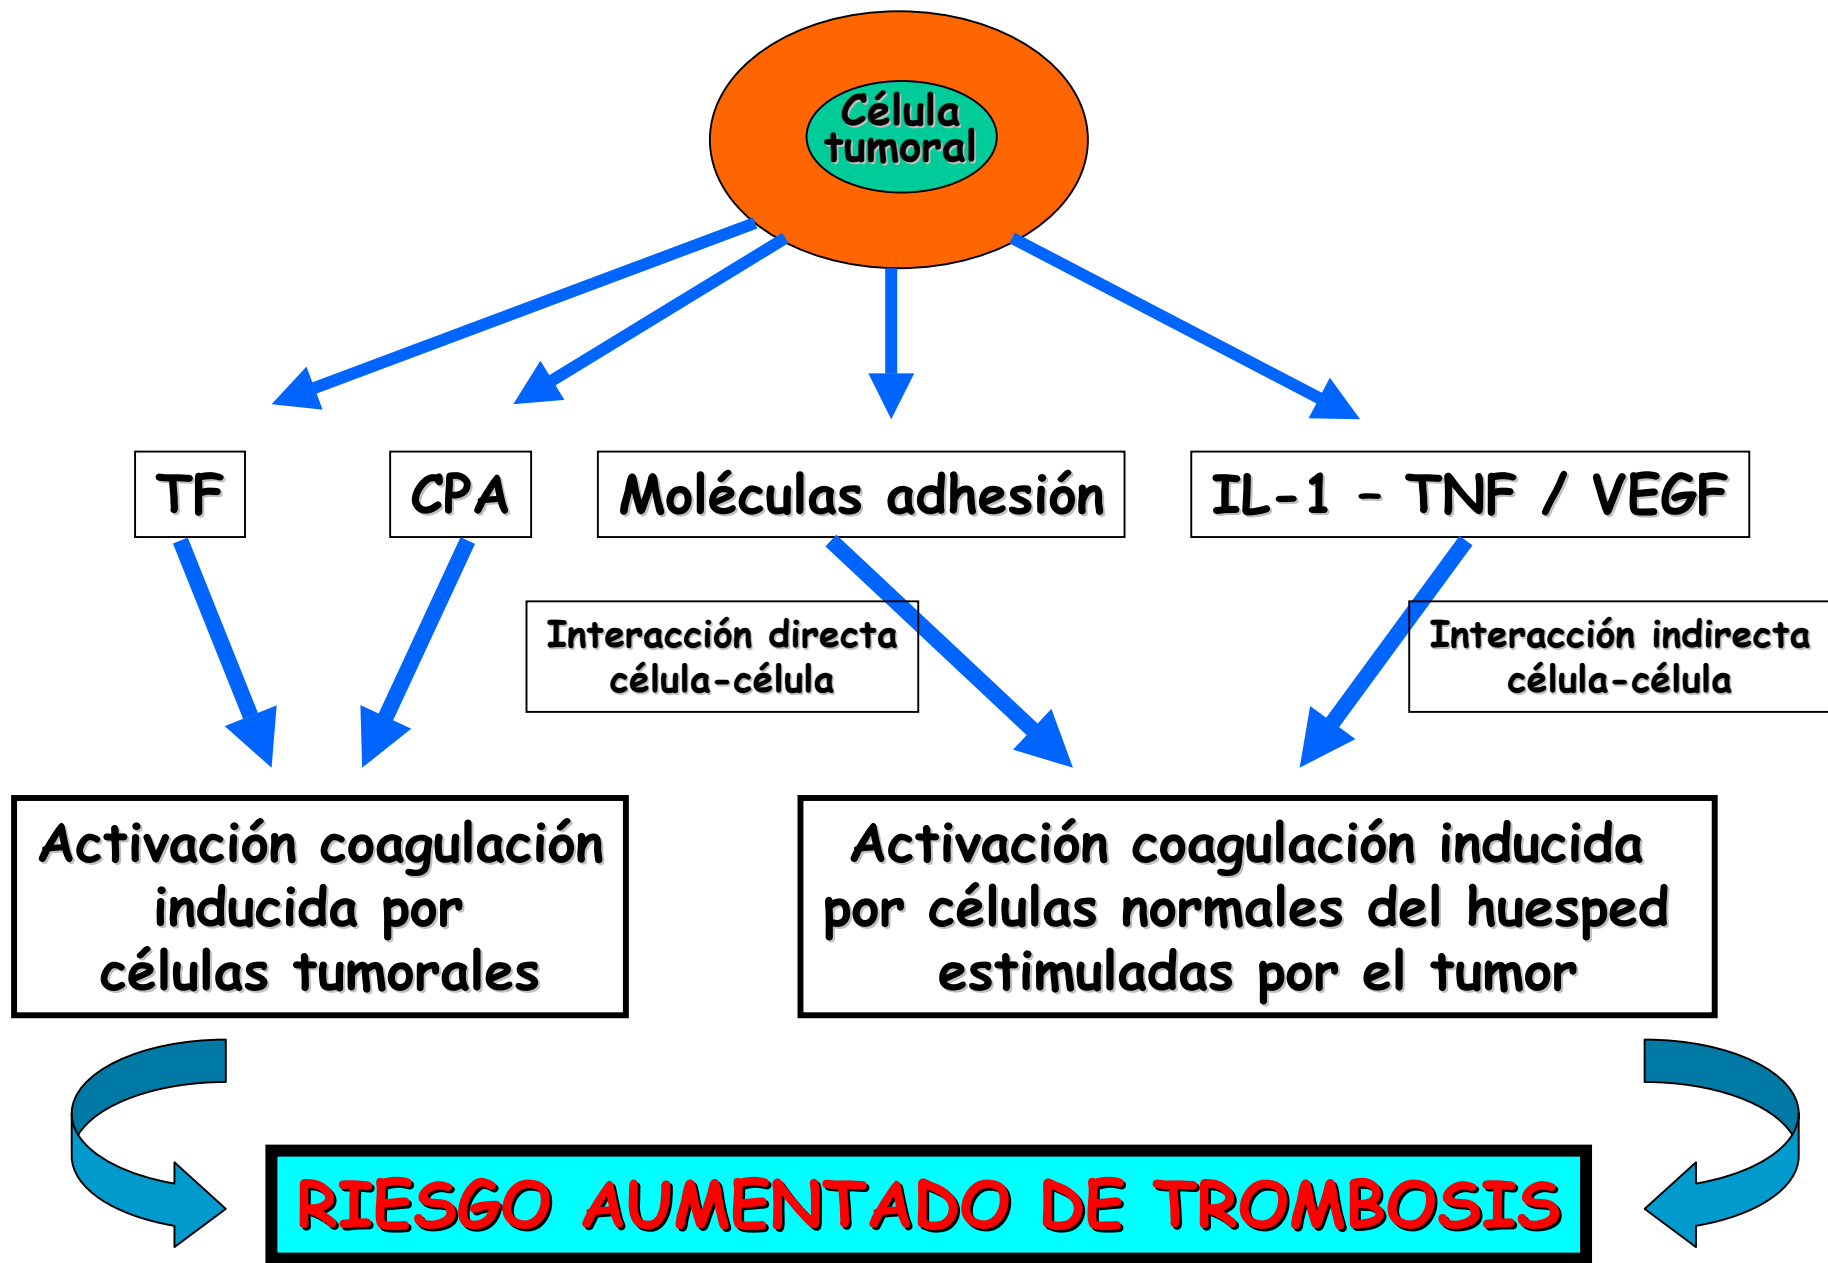 Célula
tumoral
TF
CPA
Moléculas adhesión
IL-1 – TNF / VEGF
Interacción directa
célula-célula
Interacción indirecta
célula-célula
Activación coagulación
inducida por
células tumorales
Activación coagulación inducida
por células normales del huesped
estimuladas por el tumor
RIESGO AUMENTADO DE TROMBOSIS